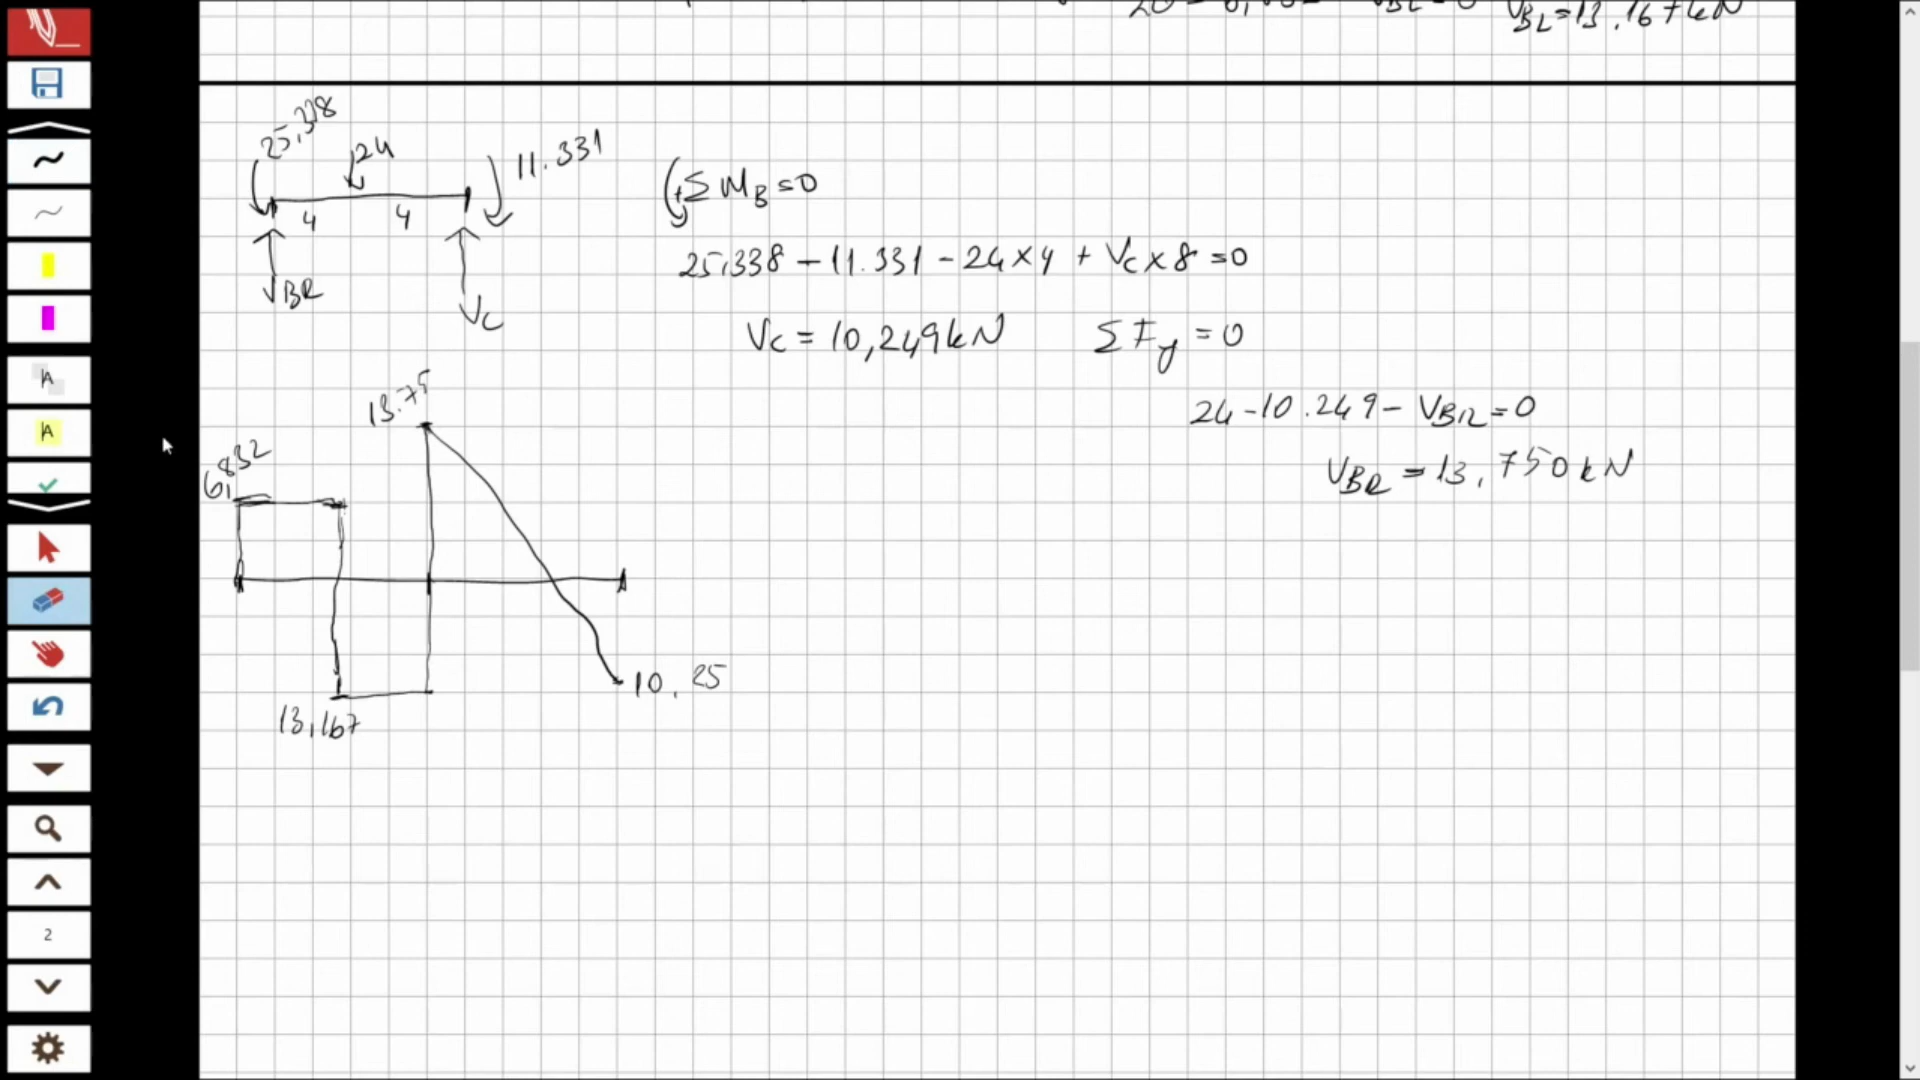 VBL=13.167kN
25,338
24
11.331
4 4
VBR
VC
ΣMB=0
25,338 - 11.331 - 24×4 + Vc×8=0
Vc = 10,249kN ΣFy=0
24-10.249-VBR=0
VBR=13,750kN
13.75
6,832
10.25
13,167
A
A
2